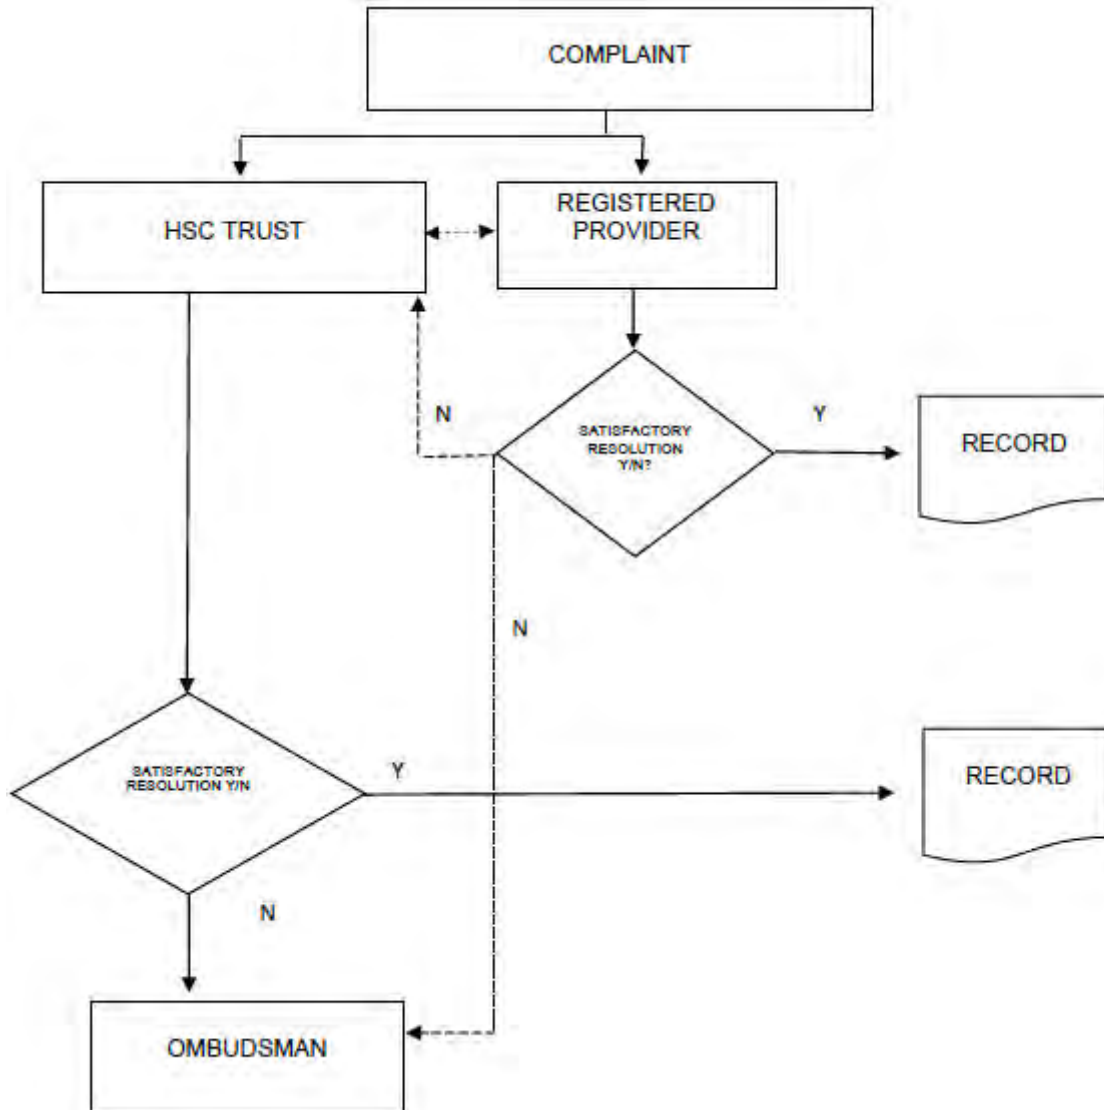 COMPLAINT
HSC TRUST
REGISTERED
PROVIDER
N
SATISFACTORY
RESOLUTION
Y/N?
Y
RECORD
N
SATISFACTORY
RESOLUTION Y/N
Y
RECORD
N
OMBUDSMAN